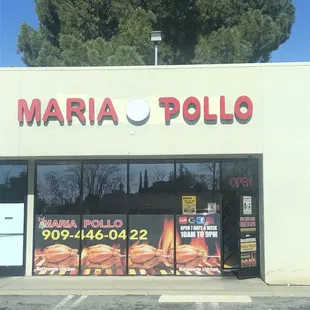 MARIA POLLO
OPEN
MARIA POLLO
909-446-0422
OPEN 7 DAYS A WEEK
10AM TO 9PM